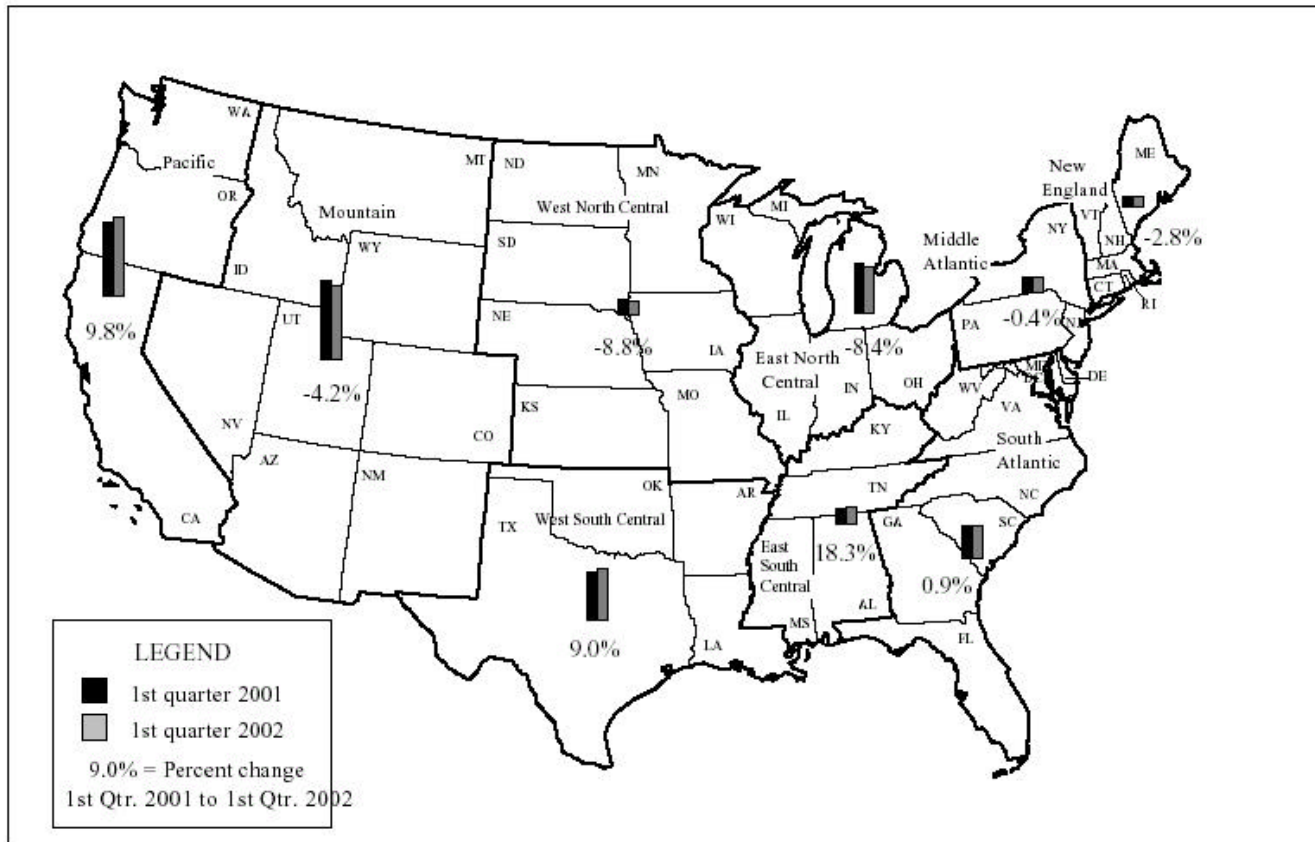 WA
Pacific
OR
MT
Mountain
ID
WY
ND
MN
West North Central
SD
NE
IA
WI
MI
ME
New
England
VT
NH
NY
Middle
Atlantic
MA
CT
RI
-2.8%
9.8%
UT
-4.2%
-8.8%
-8.4%
-0.4%
PA
NJ
East North
Central
IL
IN
OH
WV
MD
DE
VA
NV
CO
KS
MO
KY
South
Atlantic
AZ
NM
OK
AR
TN
NC
CA
TX
West South Central
GA
SC
East
South
Central
18.3%
0.9%
AL
MS
9.0%
LA
FL
LEGEND
1st quarter 2001
1st quarter 2002
9.0% = Percent change
1st Qtr. 2001 to 1st Qtr. 2002